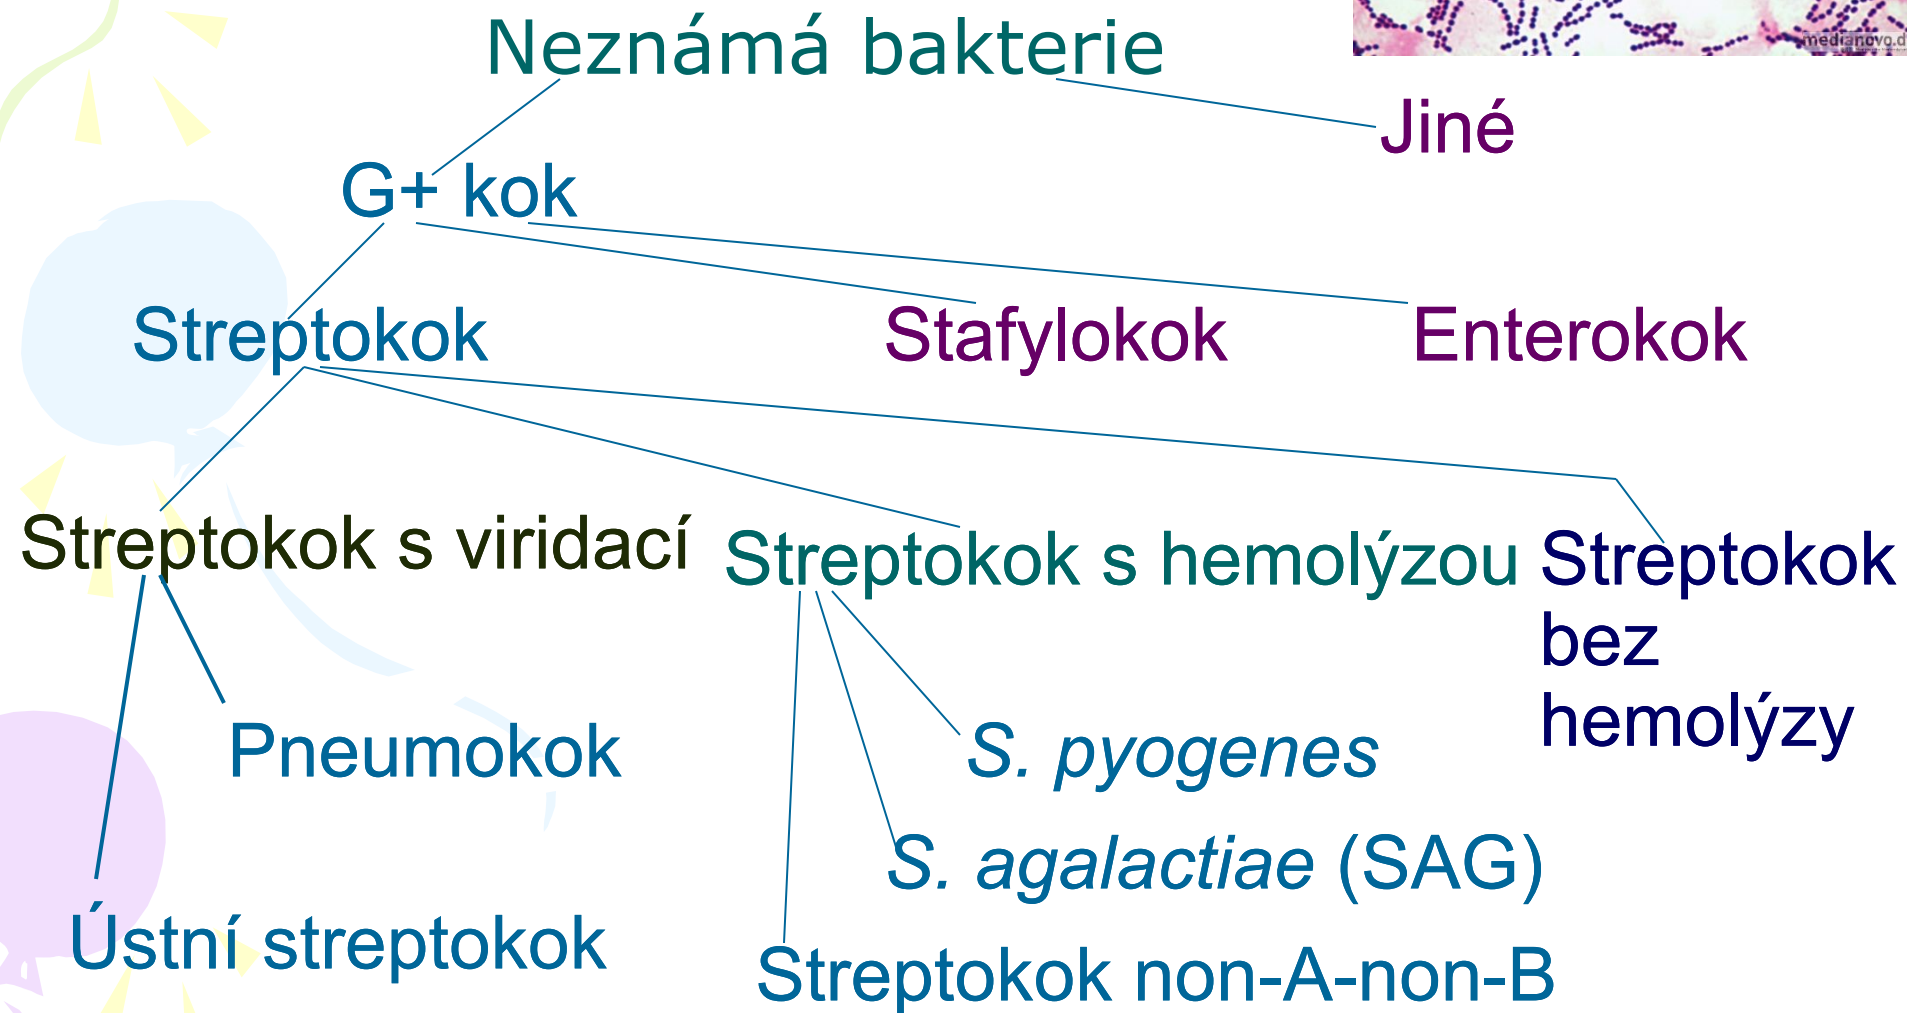 Neznámá bakterie
Jiné
G+ kok
Streptokok
Stafylokok
Enterokok
Streptokok s viridací
Streptokok s hemolýzou
Streptokok
bez
hemolýzy
Pneumokok
S. pyogenes
S. agalactiae (SAG)
Ústní streptokok
Streptokok non-A-non-B